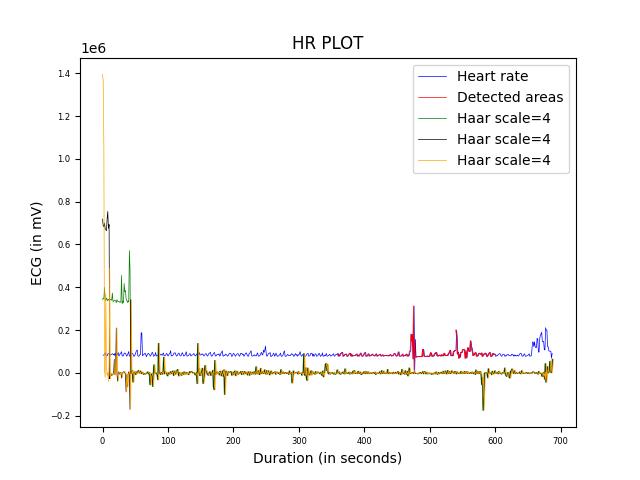 HR PLOT
1e6
Heart rate
Detected areas
Haar scale=4
Haar scale=4
Haar scale=4
ECG (in mV)
1.4
1.2
1.0
0.8
0.6
0.4
0.2
0.0
−0.2
0 100 200 300 400 500 600 700
Duration (in seconds)